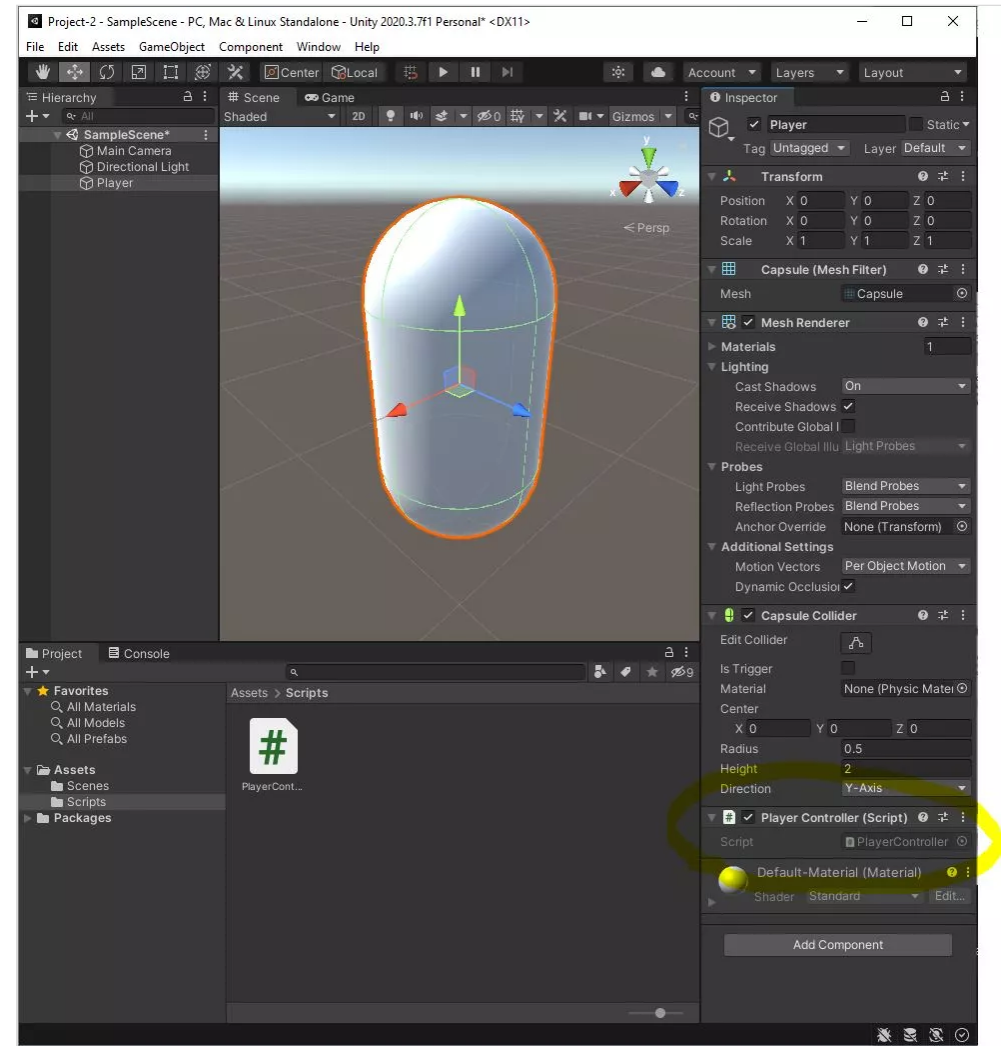 Project-2 - SampleScene - PC, Mac & Linux Standalone - Unity 2020.3.7f1 Personal* <DX11>
File Edit Assets GameObject Component Window Help
Center Local Account Layers Layout
Hierarchy
All
SampleScene*
Main Camera
Directional Light
Player
Scene Game
Shaded 2D 0 Gizmos
y
x z
Persp
Inspector
Player Static
Tag Untagged Layer Default
Transform
Position X 0 Y 0 Z 0
Rotation X 0 Y 0 Z 0
Scale X 1 Y 1 Z 1
Capsule (Mesh Filter)
Mesh Capsule
Mesh Renderer
Materials 1
Lighting
Cast Shadows On
Receive Shadows
Contribute Global I
Receive Global Illu Light Probes
Probes
Light Probes Blend Probes
Reflection Probes Blend Probes
Anchor Override None (Transform)
Additional Settings
Motion Vectors Per Object Motion
Dynamic Occlusion
Capsule Collider
Edit Collider
Is Trigger
Material None (Physic Mater
Center
X 0 Y 0 Z 0
Radius 0.5
Height 2
Direction Y-Axis
# Player Controller (Script)
Script PlayerController
Default-Material (Material)
Shader Standard Edit...
Add Component
Project Console
9
Favorites
All Materials
All Models
All Prefabs
Assets
Scenes
Scripts
Packages
Assets > Scripts
#
PlayerCont...